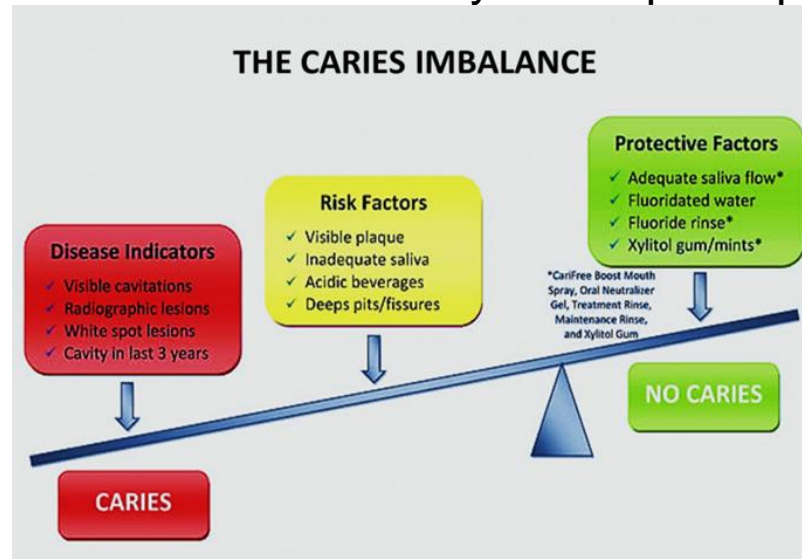 THE CARIES IMBALANCE
Protective Factors
✓ Adequate saliva flow*
✓ Fluoridated water
✓ Fluoride rinse*
✓ Xylitol gum/mints*
Risk Factors
✓ Visible plaque
✓ Inadequate saliva
✓ Acidic beverages
✓ Deeps pits/fissures
Disease Indicators
✓ Visible cavitations
✓ Radiographic lesions
✓ White spot lesions
✓ Cavity in last 3 years
*CariFree Boost Mouth
Spray, Oral Neutralizer
Gel, Treatment Rinse,
Maintenance Rinse,
and Xylitol Gum
NO CARIES
CARIES